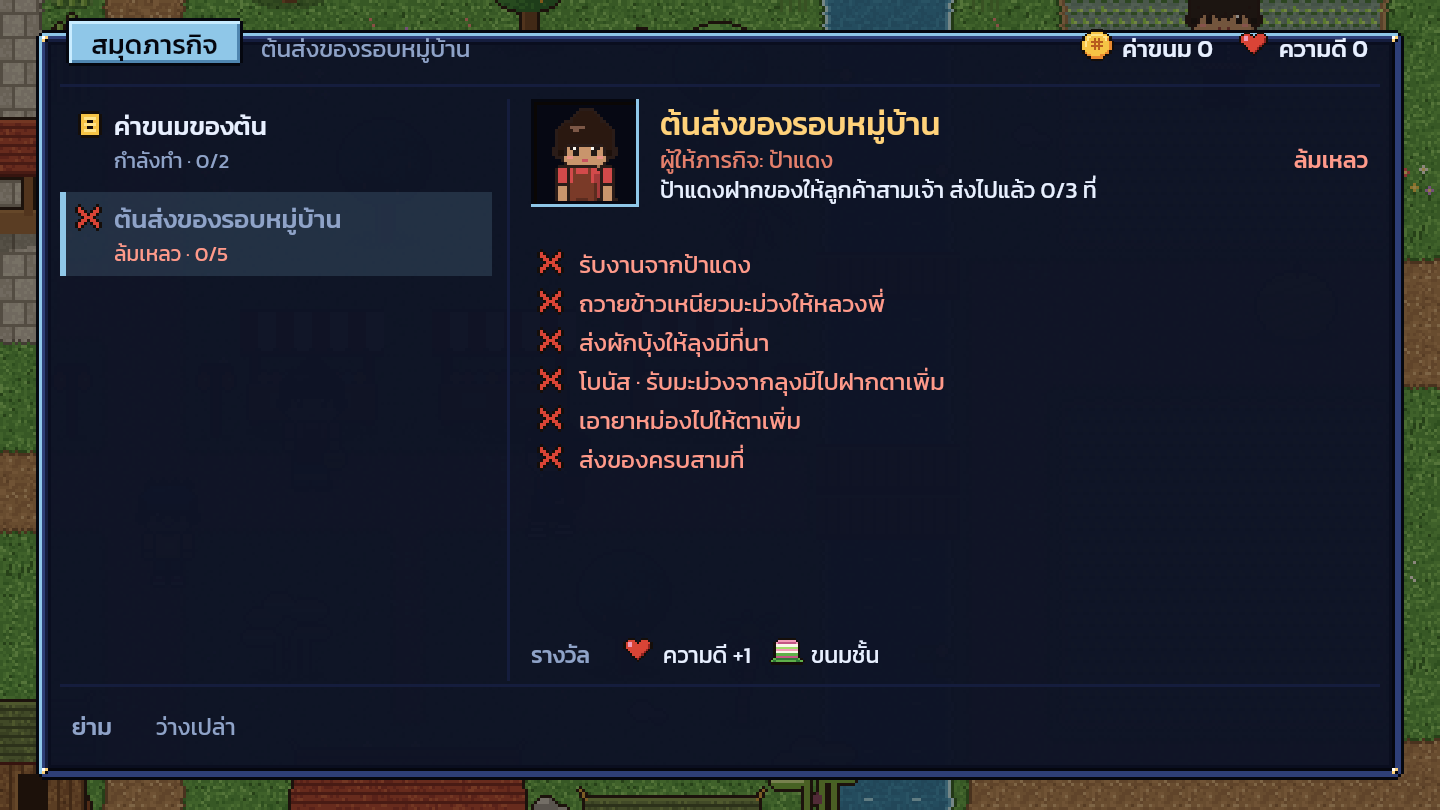 สมุดภารกิจ ต้นส่งของรอบหมู่บ้าน ค่าขนม 0 ความดี 0
ค่าขนมของต้น
กำลังทำ · 0/2
ต้นส่งของรอบหมู่บ้าน
ล้มเหลว · 0/5
ต้นส่งของรอบหมู่บ้าน
ผู้ให้ภารกิจ: ป้าแดง ล้มเหลว
ป้าแดงฝากของให้ลูกค้าสามเจ้า ส่งไปแล้ว 0/3 ที่
รับงานจากป้าแดง
ถวายข้าวเหนียวมะม่วงให้หลวงพี่
ส่งผักบุ้งให้ลุงมีที่นา
โบนัส · รับมะม่วงจากลุงมีไปฝากตาเพิ่ม
เอายาหม่องไปให้ตาเพิ่ม
ส่งของครบสามที่
รางวัล ความดี +1 ขนมชั้น
ย่าม ว่างเปล่า